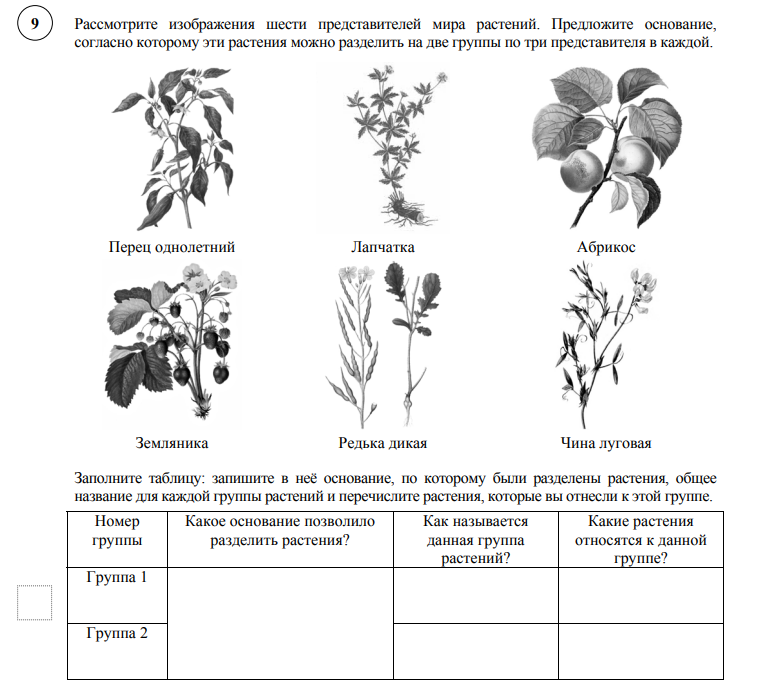 9
Рассмотрите изображения шести представителей мира растений. Предложите основание,
согласно которому эти растения можно разделить на две группы по три представителя в каждой.
Перец однолетний Лапчатка Абрикос
Земляника Редька дикая Чина луговая
Заполните таблицу: запишите в неё основание, по которому были разделены растения, общее
название для каждой группы растений и перечислите растения, которые вы отнесли к этой группе.
Номер группы
Какое основание позволило разделить растения?
Как называется данная группа растений?
Какие растения относятся к данной группе?
Группа 1
Группа 2